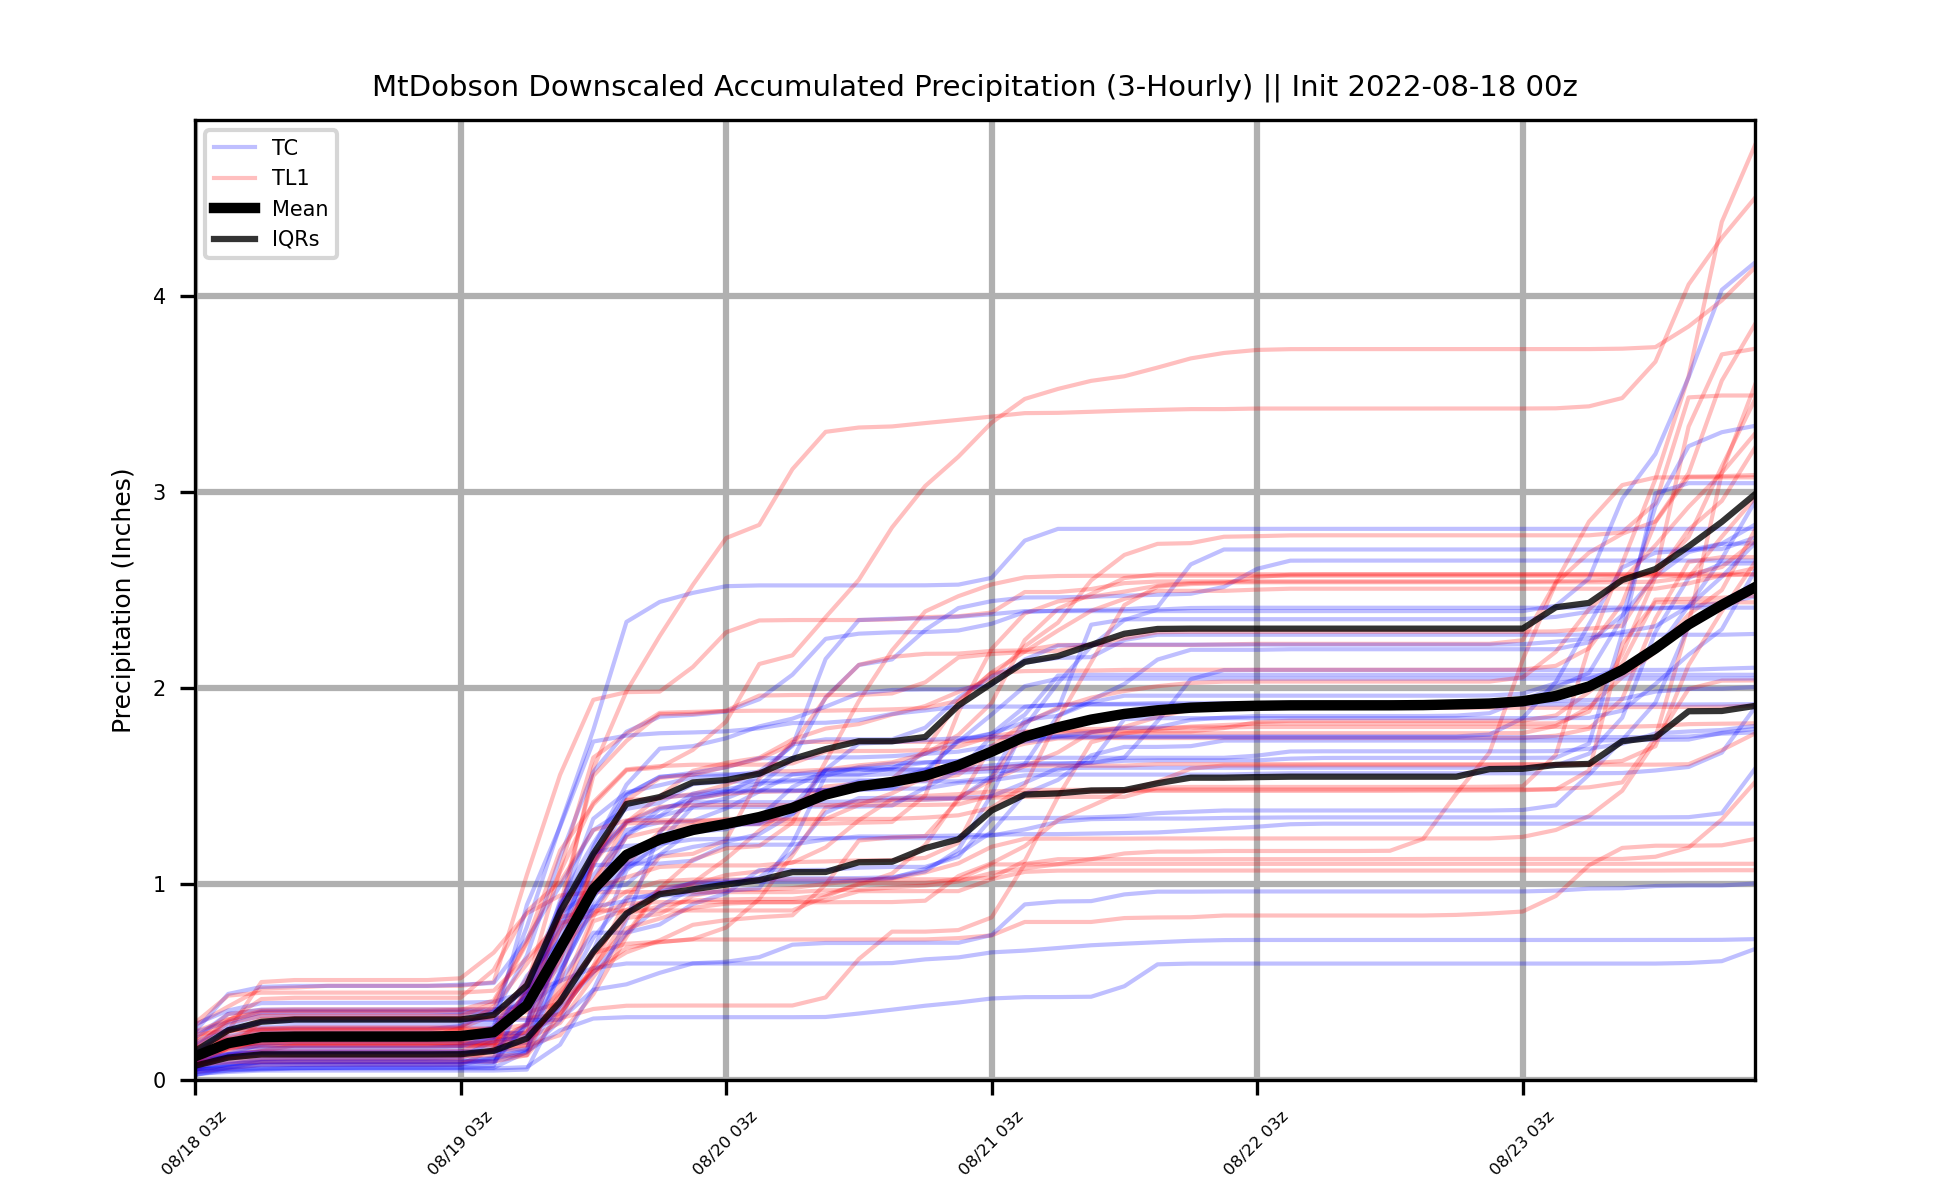 MtDobson Downscaled Accumulated Precipitation (3-Hourly) || Init 2022-08-18 00z
TC
TL1
Mean
IQRs
Precipitation (Inches)
4
3
2
1
0
08/18 03z
08/19 03z
08/20 03z
08/21 03z
08/22 03z
08/23 03z